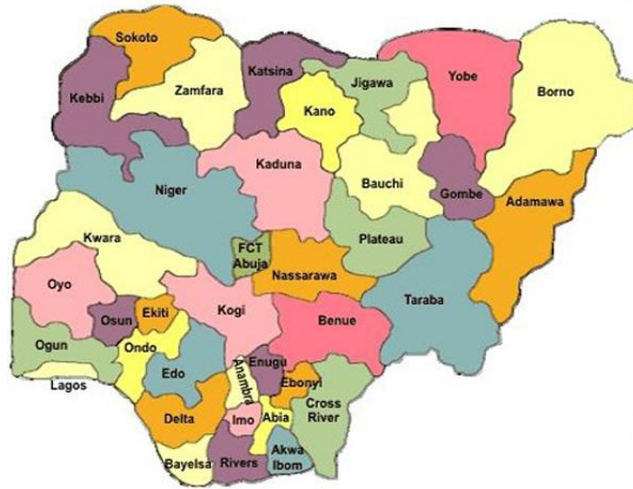 Sokoto
Katsina
Jigawa
Yobe
Borno
Kebbi
Zamfara
Kano
Kaduna
Bauchi
Gombe
Niger
Adamawa
Kwara
FCT
Abuja
Plateau
Nassarawa
Taraba
Oyo
Kogi
Osun
Ekiti
Benue
Ogun
Ondo
Enugu
Edo
Anambra
Ebonyi
Lagos
Cross
River
Delta
Imo
Abia
Bayelsa
Rivers
Akwa
Ibom